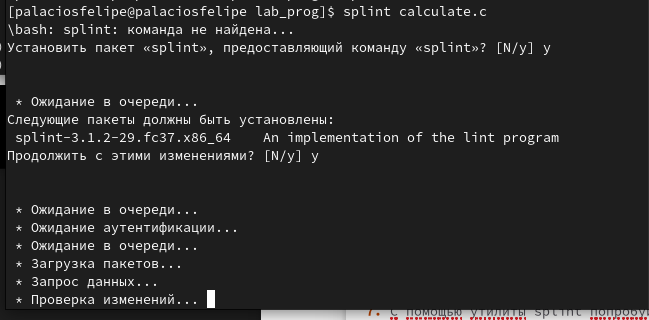 [palaciosfelipe@palaciosfelipe lab_prog]$ splint calculate.c
\bash: splint: команда не найдена...
Установить пакет «splint», предоставляющий команду «splint»? [N/y] y
* Ожидание в очереди...
Следующие пакеты должны быть установлены:
splint-3.1.2-29.fc37.x86_64    An implementation of the lint program
Продолжить с этими изменениями? [N/y] y
* Ожидание в очереди...
* Ожидание аутентификации...
* Ожидание в очереди...
* Загрузка пакетов...
* Запрос данных...
* Проверка изменений...
7. С помощью утилиты splint попробу